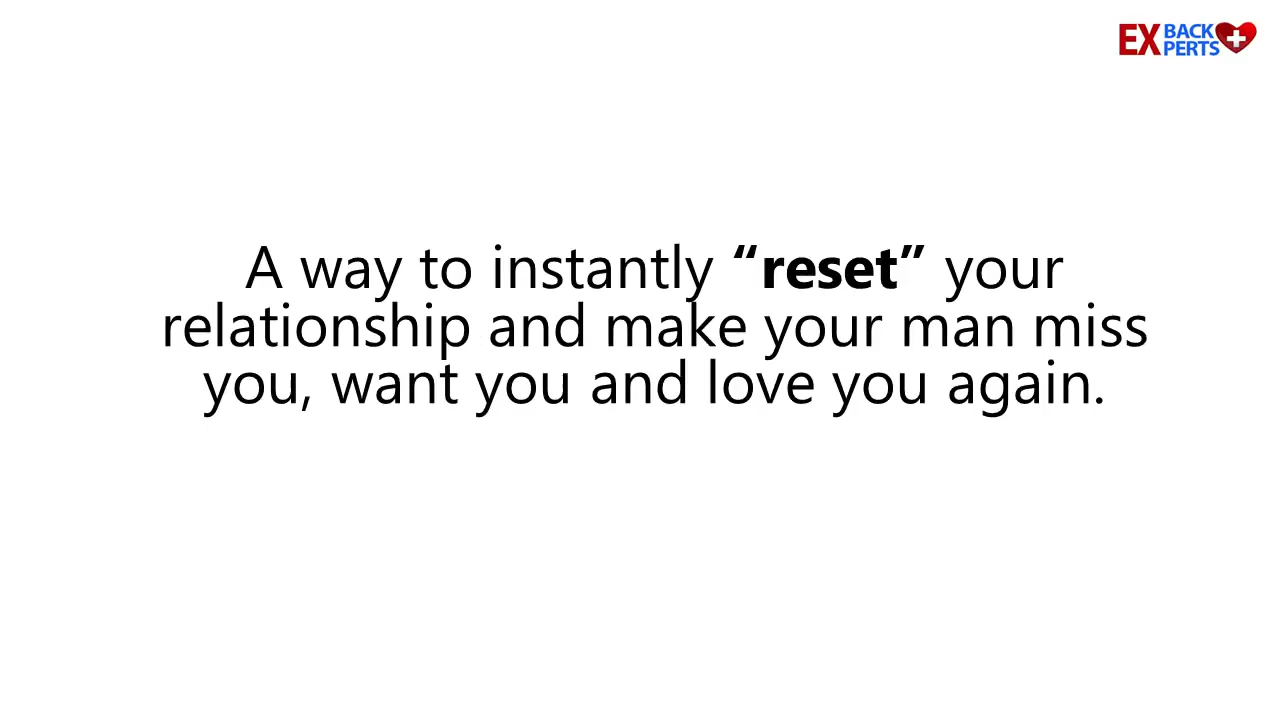 EX BACK PERTS
A way to instantly “reset” your
relationship and make your man miss
you, want you and love you again.